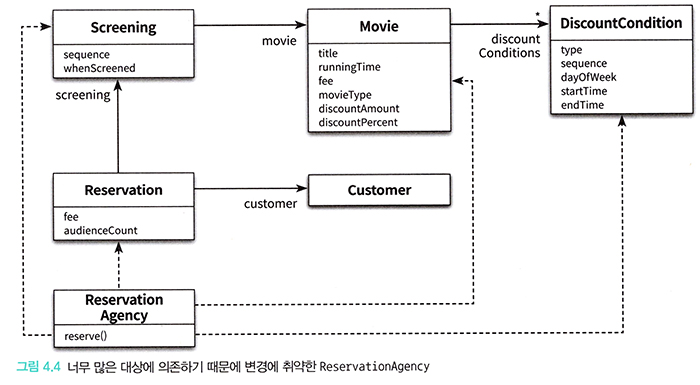 Screening
sequence
whenScreened
movie
Movie
title
runningTime
fee
movieType
discountAmount
discountPercent
*
discount
Conditions
DiscountCondition
type
sequence
dayOfWeek
startTime
endTime
screening
Reservation
fee
audienceCount
customer
Customer
Reservation
Agency
reserve()
그림 4.4 너무 많은 대상에 의존하기 때문에 변경에 취약한 ReservationAgency